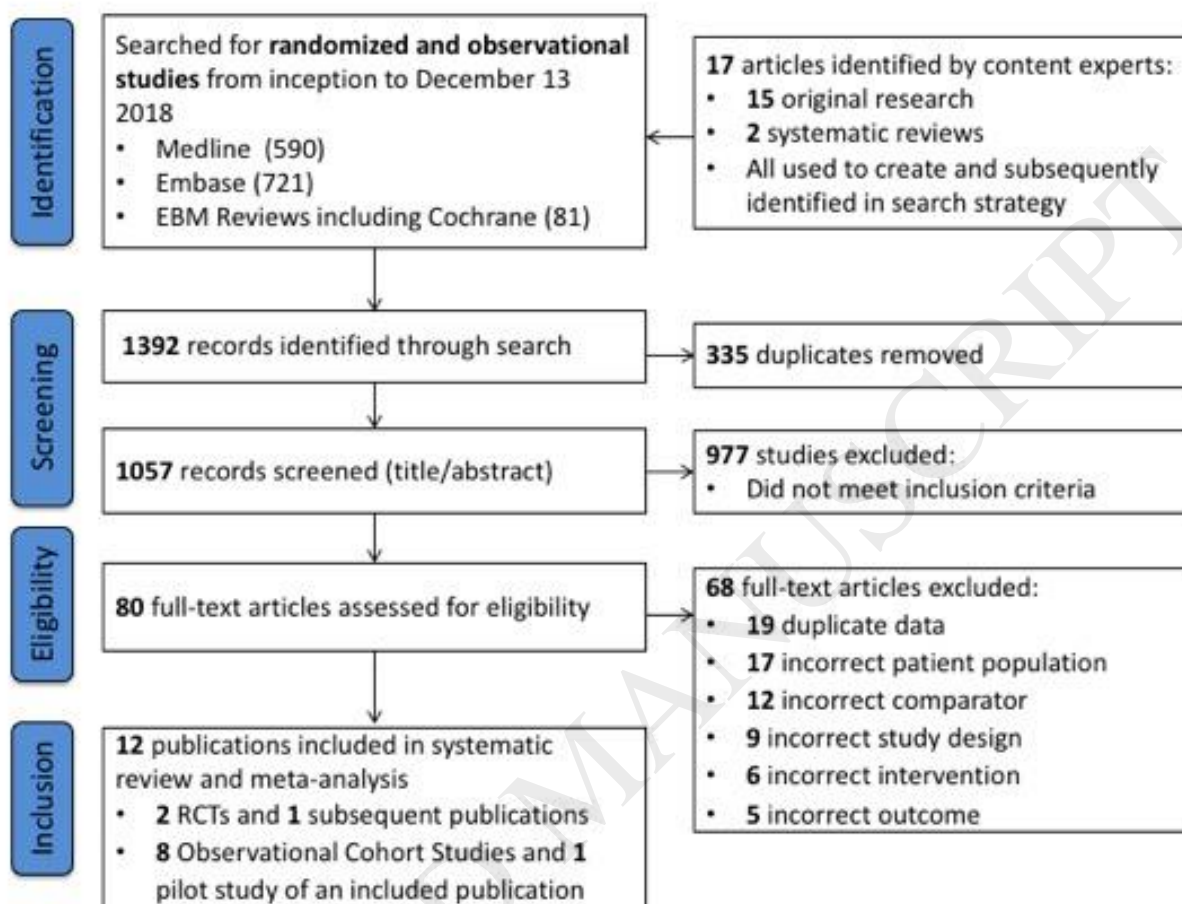 Identification
Searched for randomized and observational
studies from inception to December 13
2018
• Medline (590)
• Embase (721)
• EBM Reviews including Cochrane (81)
17 articles identified by content experts:
• 15 original research
• 2 systematic reviews
• All used to create and subsequently
identified in search strategy
Screening
1392 records identified through search
335 duplicates removed
1057 records screened (title/abstract)
977 studies excluded:
• Did not meet inclusion criteria
Eligibility
80 full-text articles assessed for eligibility
68 full-text articles excluded:
• 19 duplicate data
• 17 incorrect patient population
• 12 incorrect comparator
• 9 incorrect study design
• 6 incorrect intervention
• 5 incorrect outcome
Inclusion
12 publications included in systematic
review and meta-analysis
• 2 RCTs and 1 subsequent publications
• 8 Observational Cohort Studies and 1
pilot study of an included publication
MANUSCRIPT